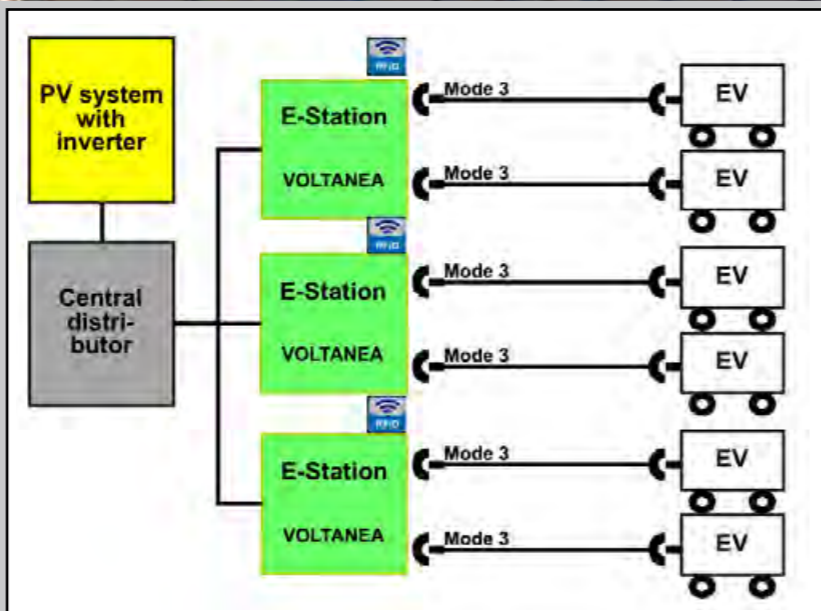 PV system
with
inverter
Central
distri-
butor
RFID
E-Station
VOLTANEA
Mode 3
EV
Mode 3
EV
RFID
E-Station
VOLTANEA
Mode 3
EV
Mode 3
EV
RFID
E-Station
VOLTANEA
Mode 3
EV
Mode 3
EV